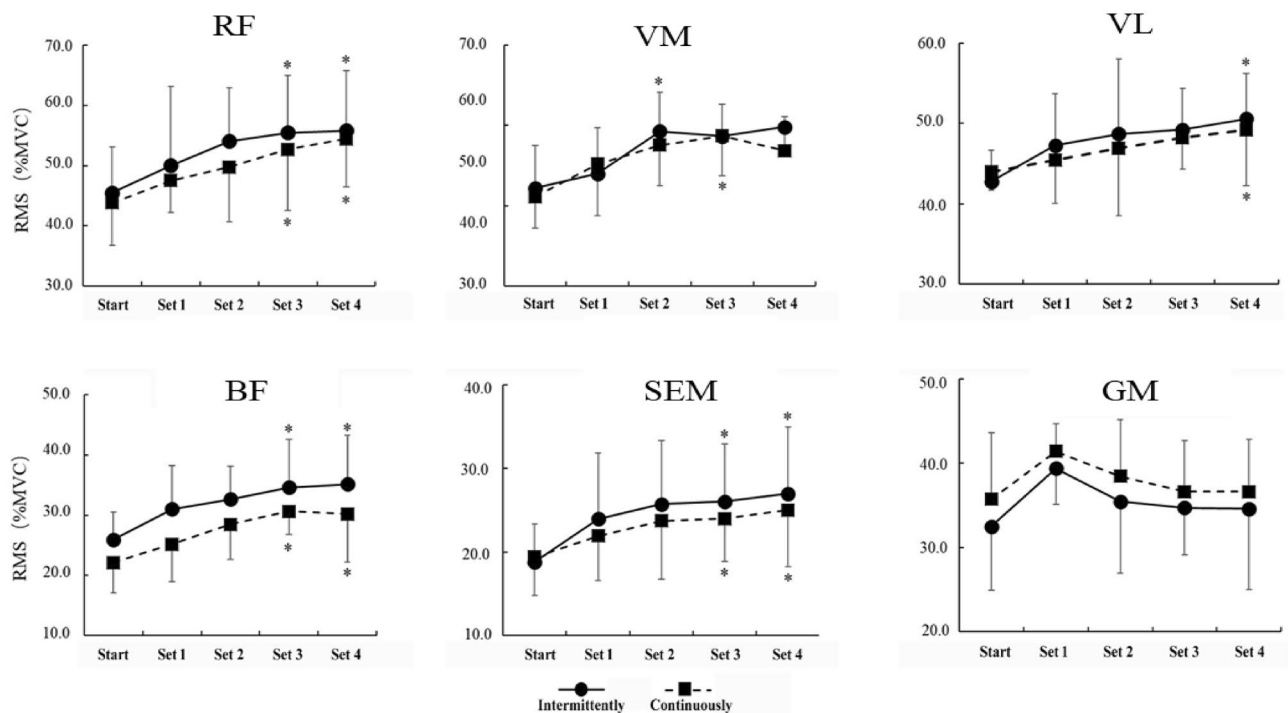 RF
VM
VL
RMS (%MVC)
70.0
60.0
50.0
40.0
30.0
* *
* *
Start Set 1 Set 2 Set 3 Set 4
70.0
60.0
50.0
40.0
30.0
*
*
Start Set 1 Set 2 Set 3 Set 4
60.0
50.0
40.0
30.0
*
*
Start Set 1 Set 2 Set 3 Set 4
BF
SEM
GM
RMS (%MVC)
50.0
40.0
30.0
20.0
10.0
* *
* *
Start Set 1 Set 2 Set 3 Set 4
40.0
30.0
20.0
10.0
* *
* *
Start Set 1 Set 2 Set 3 Set 4
50.0
40.0
30.0
20.0
Start Set 1 Set 2 Set 3 Set 4
Intermittently Continuously